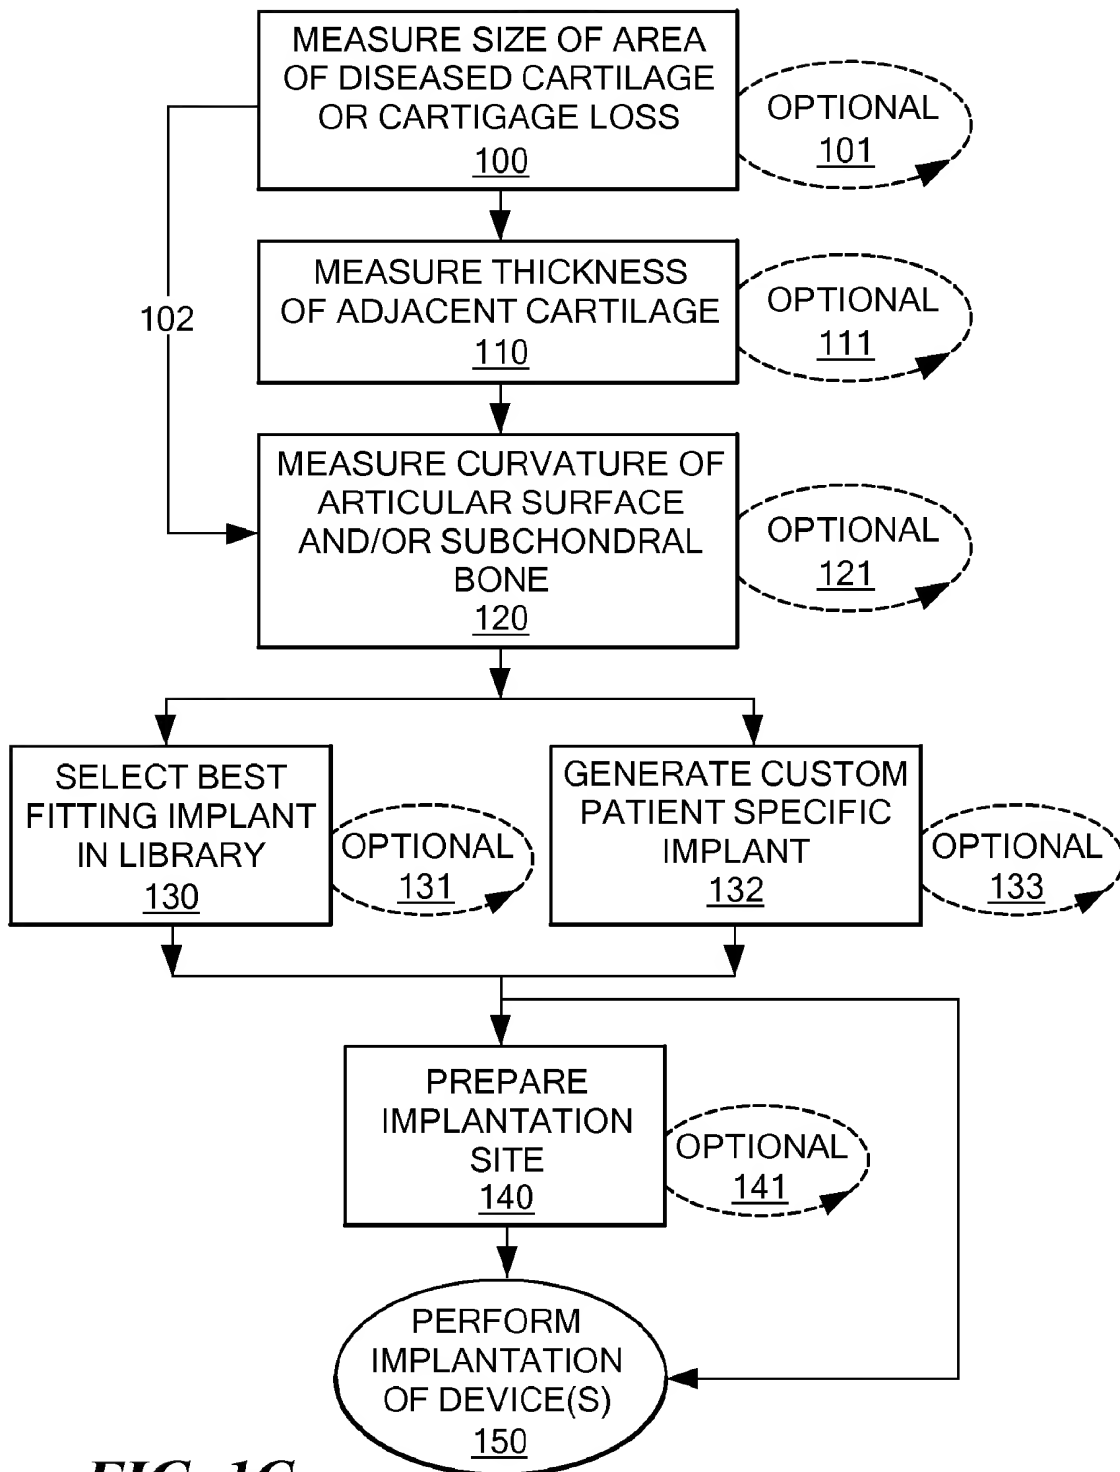 MEASURE SIZE OF AREA
OF DISEASED CARTILAGE
OR CARTIGAGE LOSS
100
OPTIONAL
101
102
MEASURE THICKNESS
OF ADJACENT CARTILAGE
110
OPTIONAL
111
MEASURE CURVATURE OF
ARTICULAR SURFACE
AND/OR SUBCHONDRAL
BONE
120
OPTIONAL
121
SELECT BEST
FITTING IMPLANT
IN LIBRARY
130
OPTIONAL
131
GENERATE CUSTOM
PATIENT SPECIFIC
IMPLANT
132
OPTIONAL
133
PREPARE
IMPLANTATION
SITE
140
OPTIONAL
141
PERFORM
IMPLANTATION
OF DEVICE(S)
150
FIG. 1C